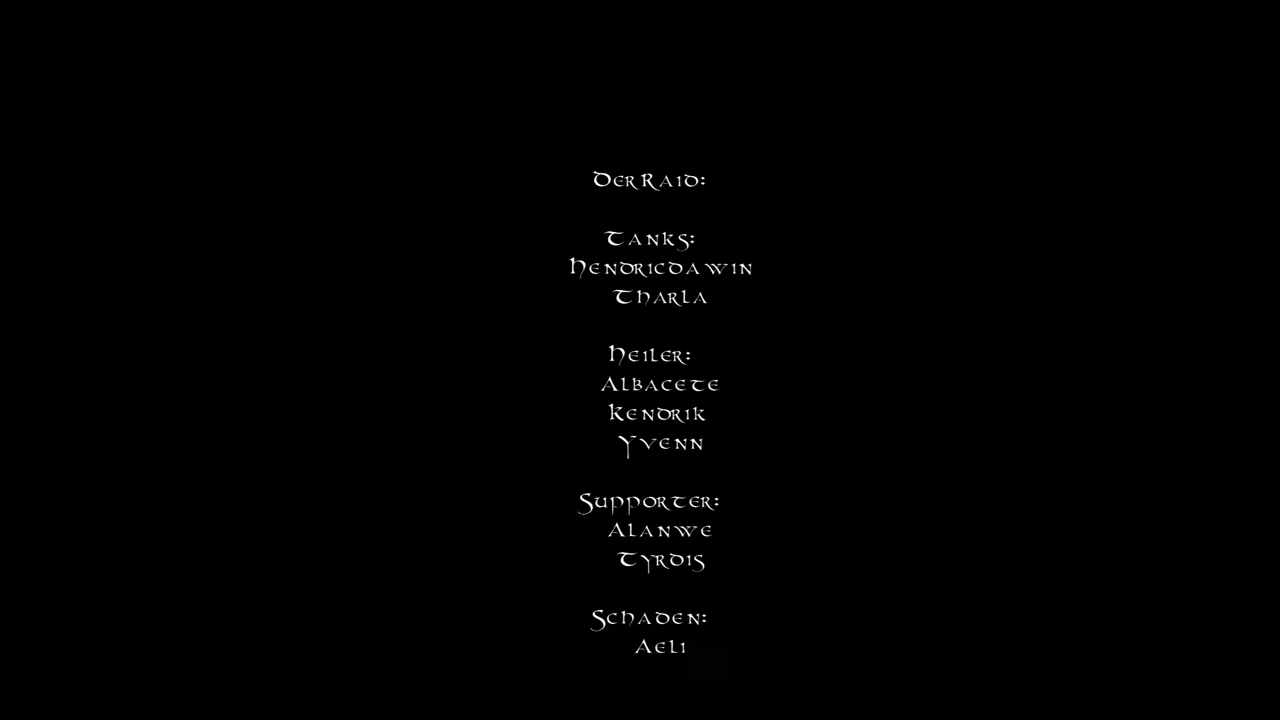 Der Raid:
Tanks:
Hendricdawin
Tharla
Heiler:
Albacete
Kendrik
Yvenn
Supporter:
Alanwe
Tyrdis
Schaden:
Aeli